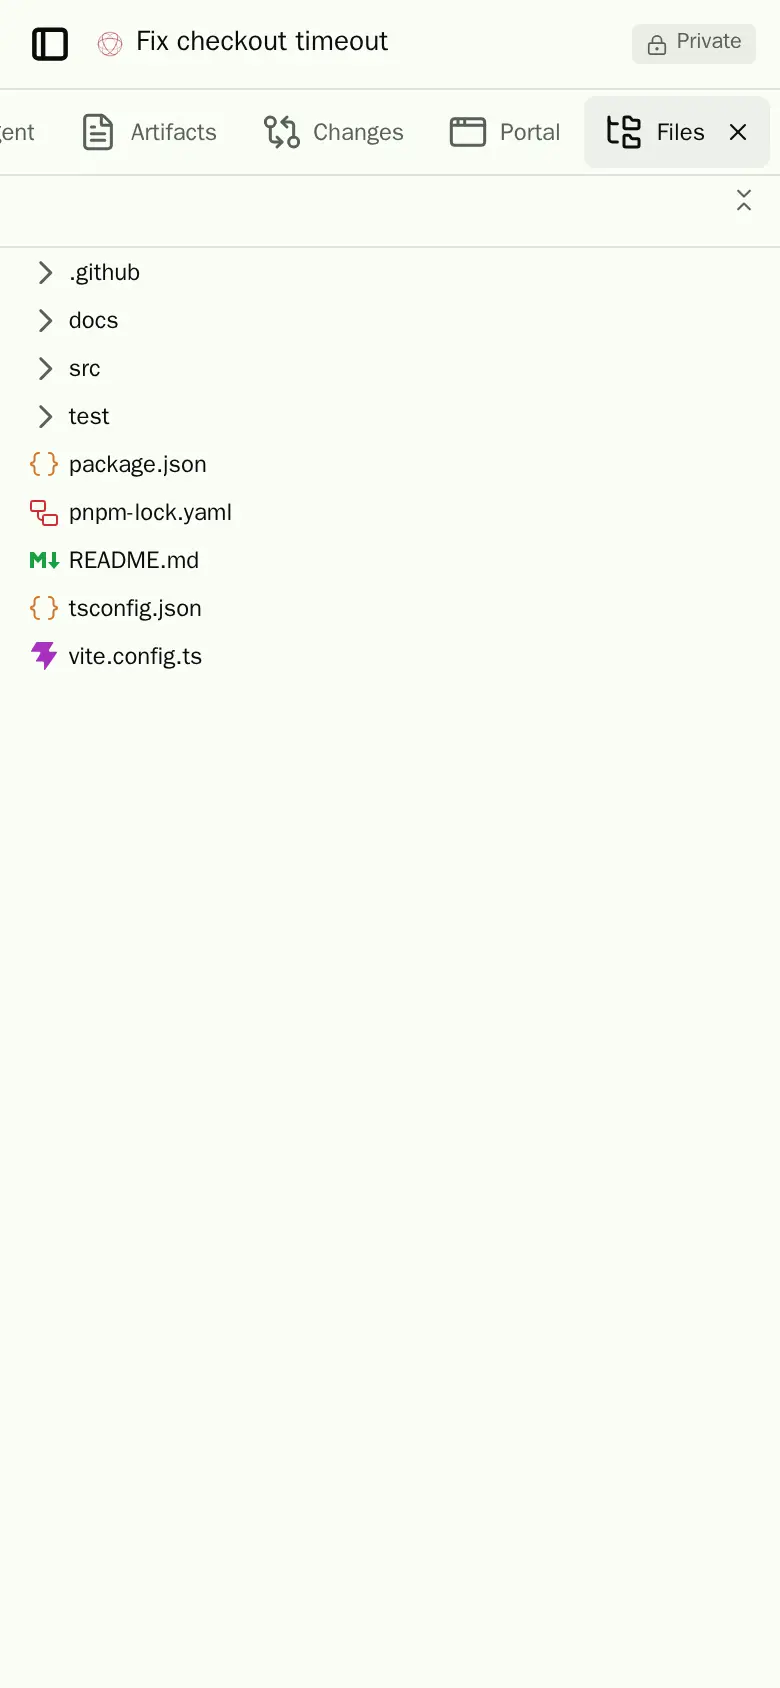 Fix checkout timeout
Private
Artifacts
Changes
Portal
Files
.github
docs
src
test
package.json
pnpm-lock.yaml
README.md
tsconfig.json
vite.config.ts